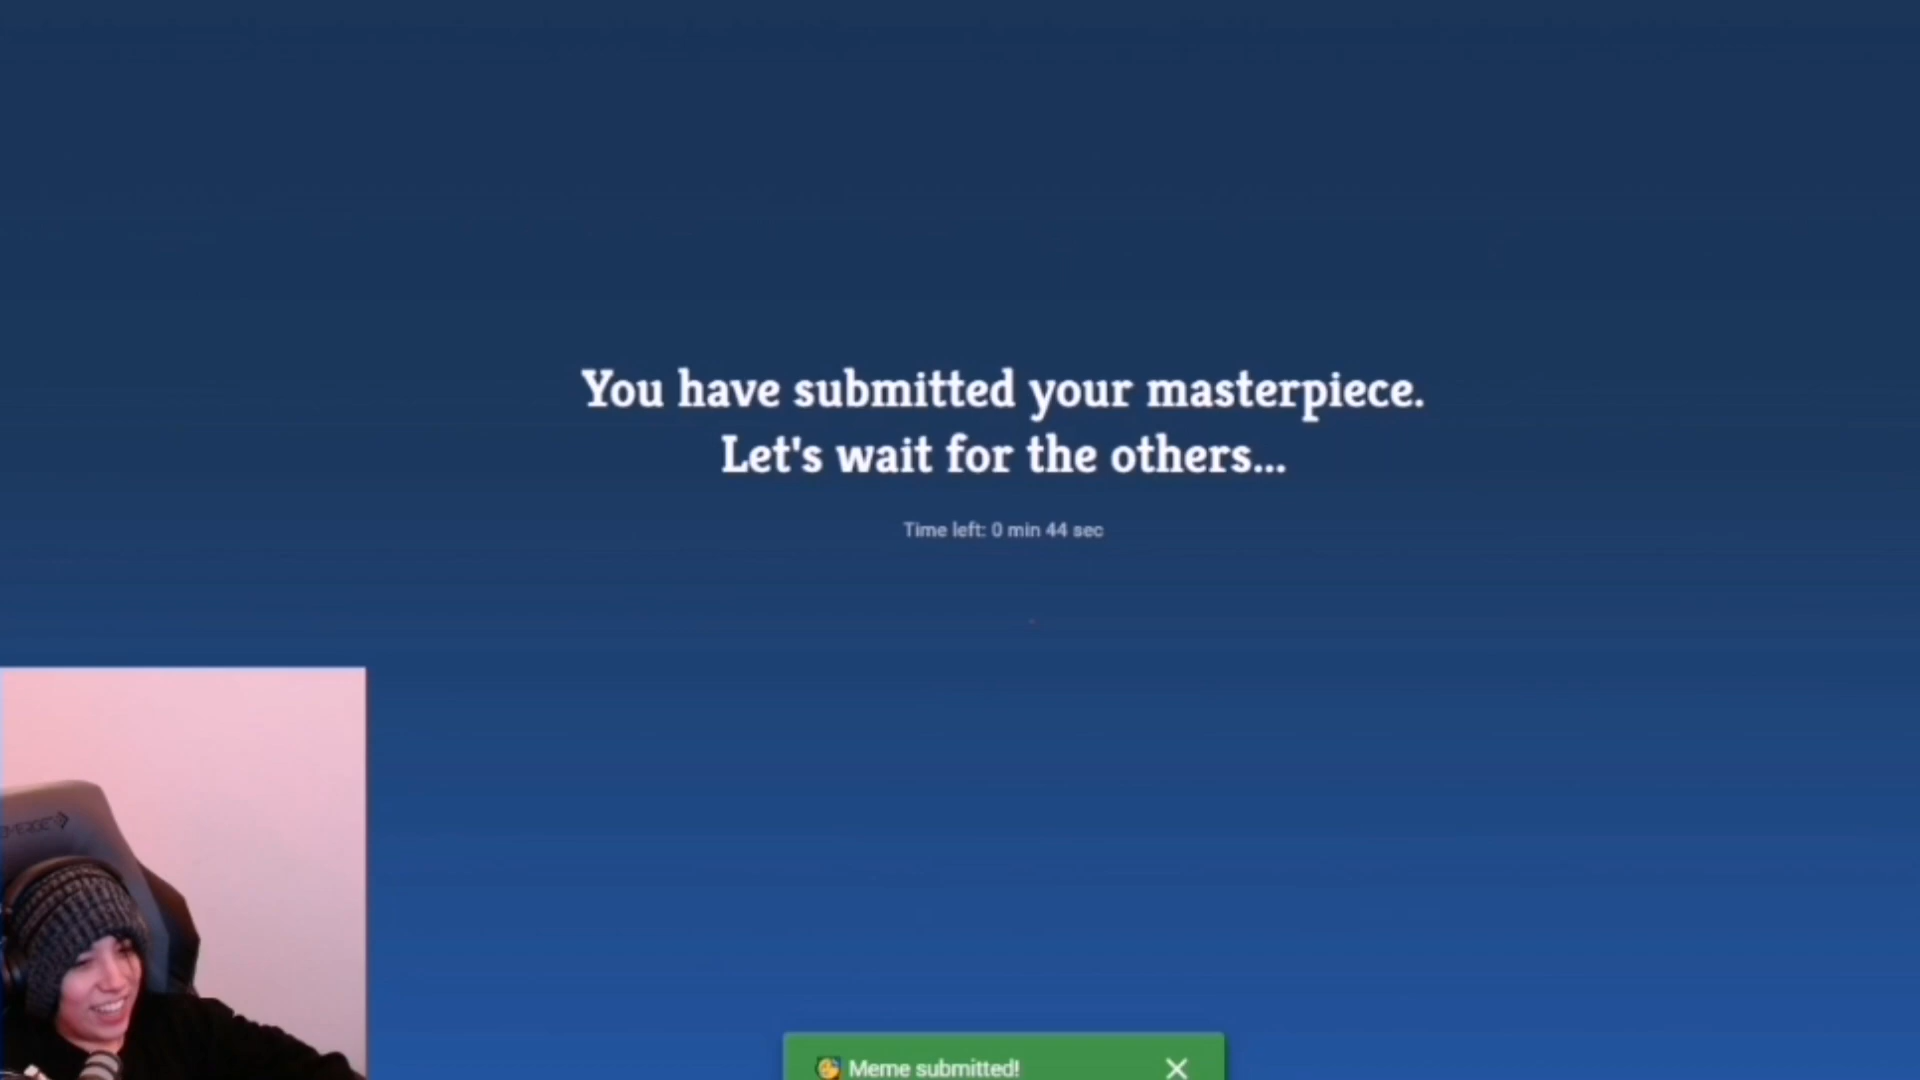 You have submitted your masterpiece.
Let's wait for the others...
Time left: 0 min 44 sec
Meme submitted!